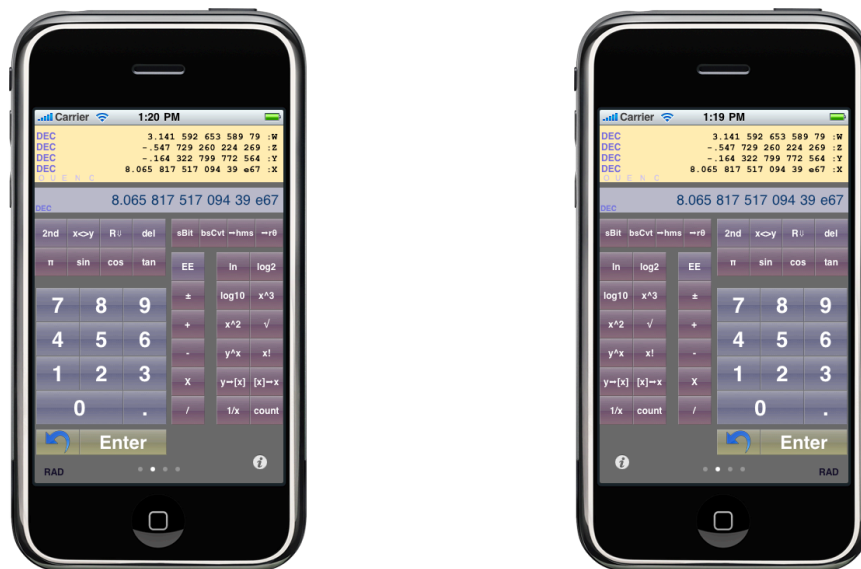 Carrier 1:20 PM
DEC 3.141 592 653 589 79 :W
DEC -.547 729 260 224 269 :Z
DEC -.164 322 799 772 564 :Y
DEC 8.065 817 517 094 39 e67 :X
O U E N C
DEC 8.065 817 517 094 39 e67
2nd x<>y R⇓ del sBit bsCvt →hms →rθ
π sin cos tan EE ln log2
7 8 9 ± log10 x^3
4 5 6 + x^2 √
- y^x x!
1 2 3 X y→[x] [x]→x
0 . / 1/x count
Enter
RAD i
Carrier 1:19 PM
DEC 3.141 592 653 589 79 :W
DEC -.547 729 260 224 269 :Z
DEC -.164 322 799 772 564 :Y
DEC 8.065 817 517 094 39 e67 :X
O U E N C
DEC 8.065 817 517 094 39 e67
sBit bsCvt →hms →rθ 2nd x<>y R⇓ del
ln log2 EE π sin cos tan
log10 x^3 ± 7 8 9
x^2 √ + 4 5 6
y^x x! -
y→[x] [x]→x X 1 2 3
1/x count / 0 .
Enter
i RAD